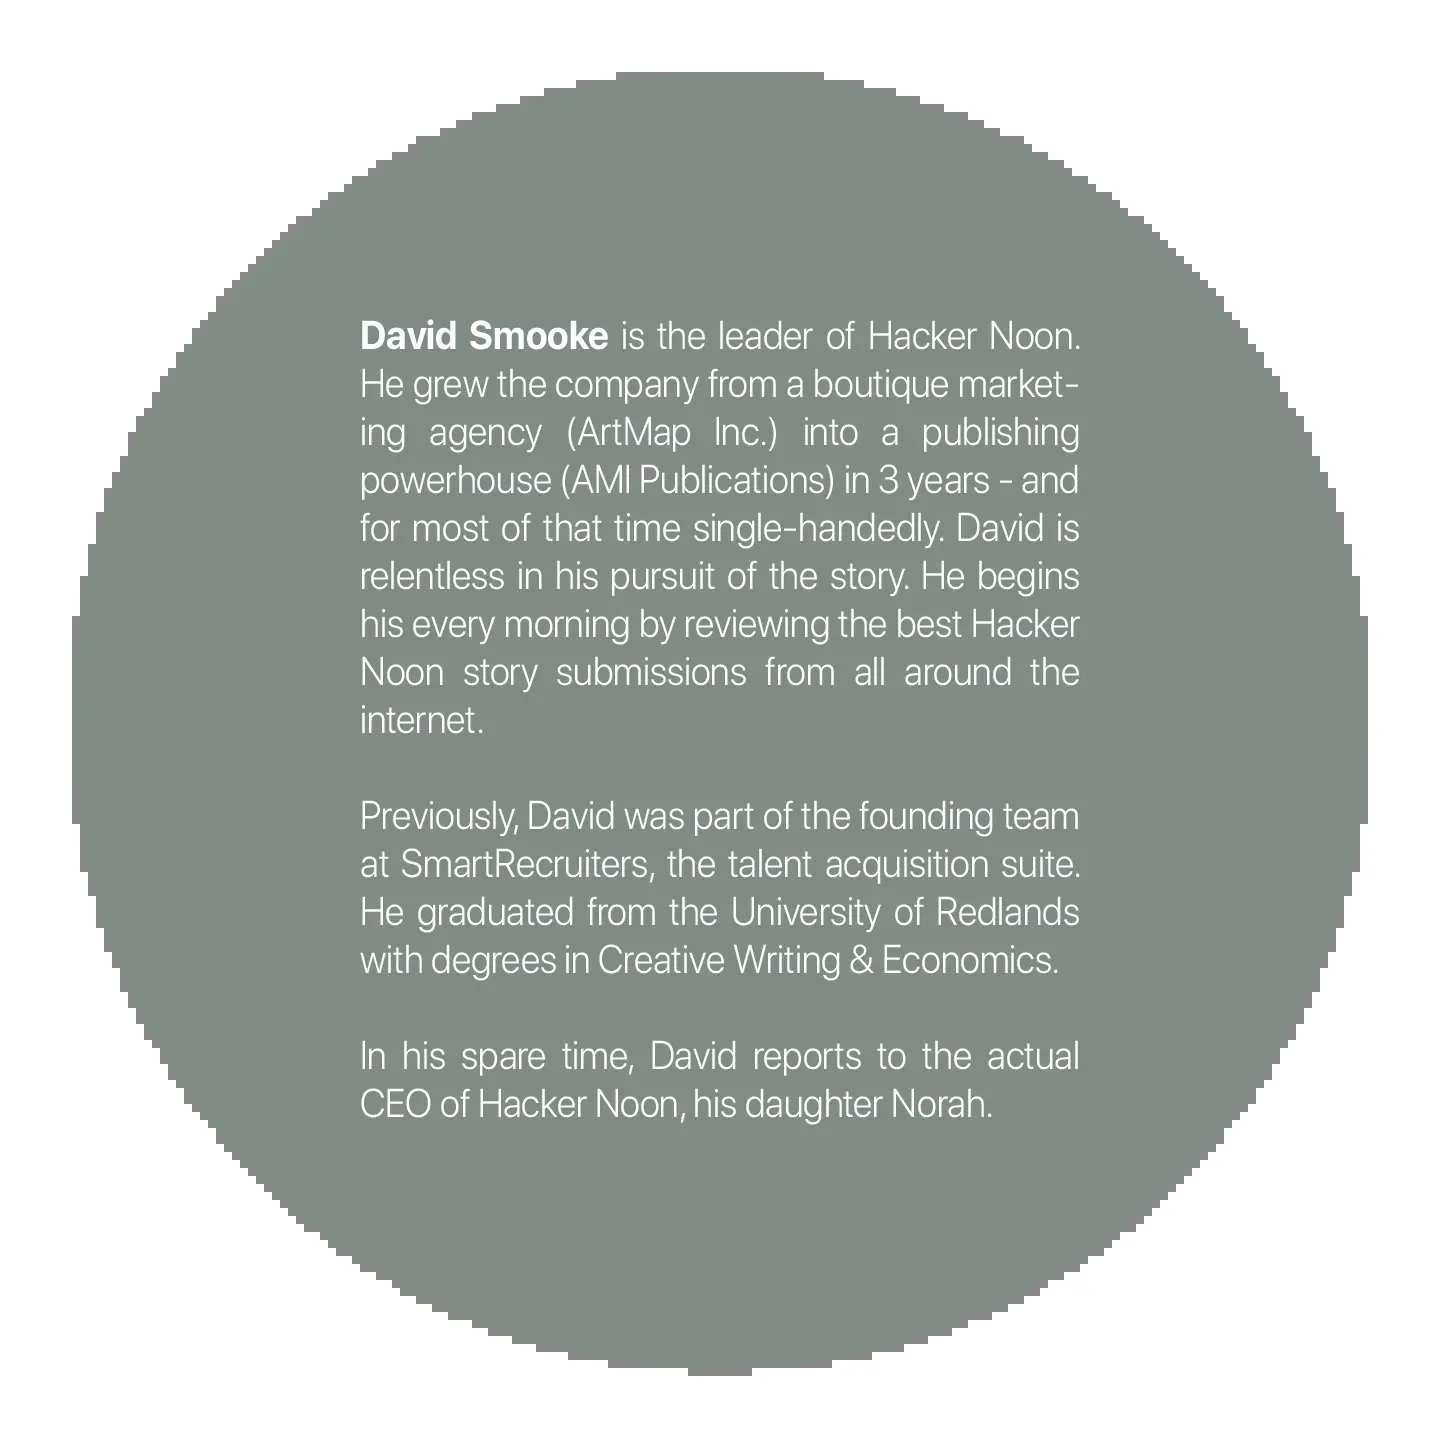 David Smooke is the leader of Hacker Noon.
He grew the company from a boutique market-
ing agency (ArtMap Inc.) into a publishing
powerhouse (AMI Publications) in 3 years - and
for most of that time single-handedly. David is
relentless in his pursuit of the story. He begins
his every morning by reviewing the best Hacker
Noon story submissions from all around the
internet.
Previously, David was part of the founding team
at SmartRecruiters, the talent acquisition suite.
He graduated from the University of Redlands
with degrees in Creative Writing & Economics.
In his spare time, David reports to the actual
CEO of Hacker Noon, his daughter Norah.